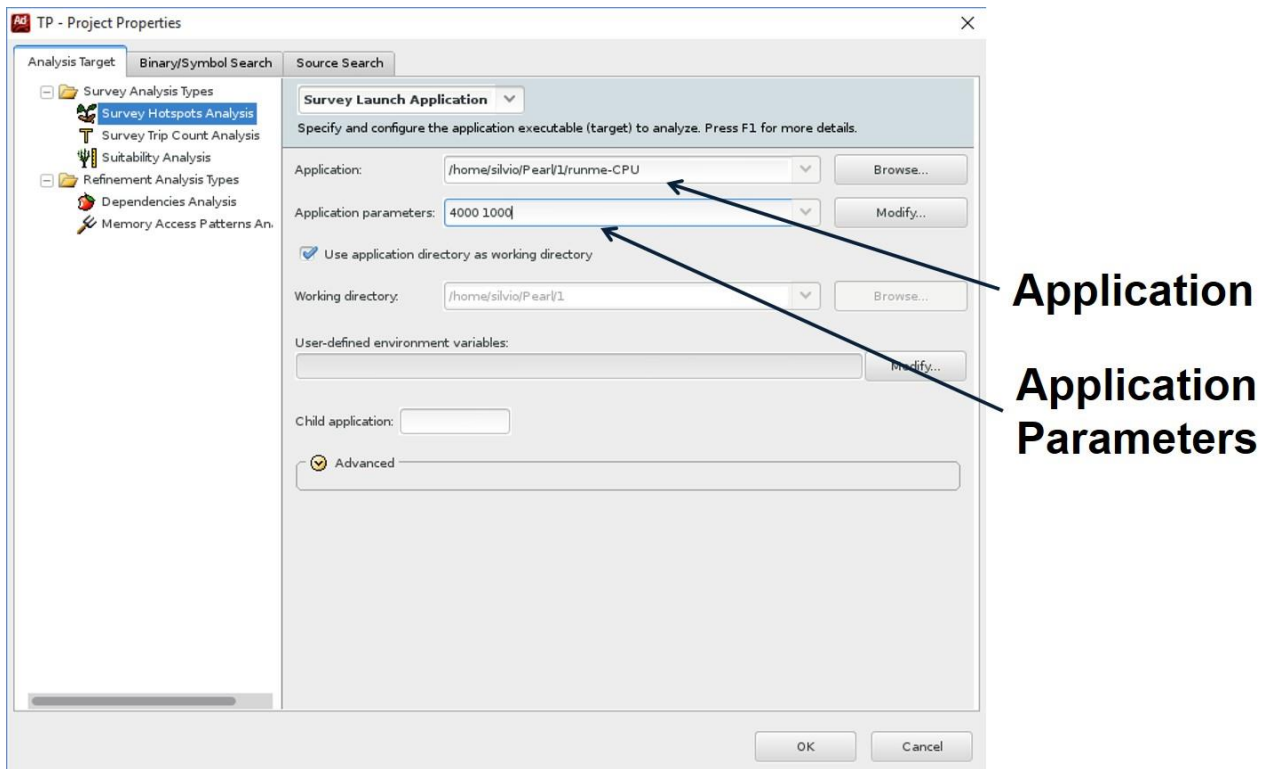 Ad TP - Project Properties
Analysis Target Binary/Symbol Search Source Search
Survey Analysis Types
Survey Hotspots Analysis
Survey Trip Count Analysis
Suitability Analysis
Refinement Analysis Types
Dependencies Analysis
Memory Access Patterns An
Survey Launch Application
Specify and configure the application executable (target) to analyze. Press F1 for more details.
Application: /home/silvio/Pearl/1/runme-CPU Browse...
Application parameters: 4000 1000 Modify...
Use application directory as working directory
Working directory: /home/silvio/Pearl/1 Browse...
User-defined environment variables:
Modify...
Child application:
Advanced
OK Cancel
Application
Application
Parameters